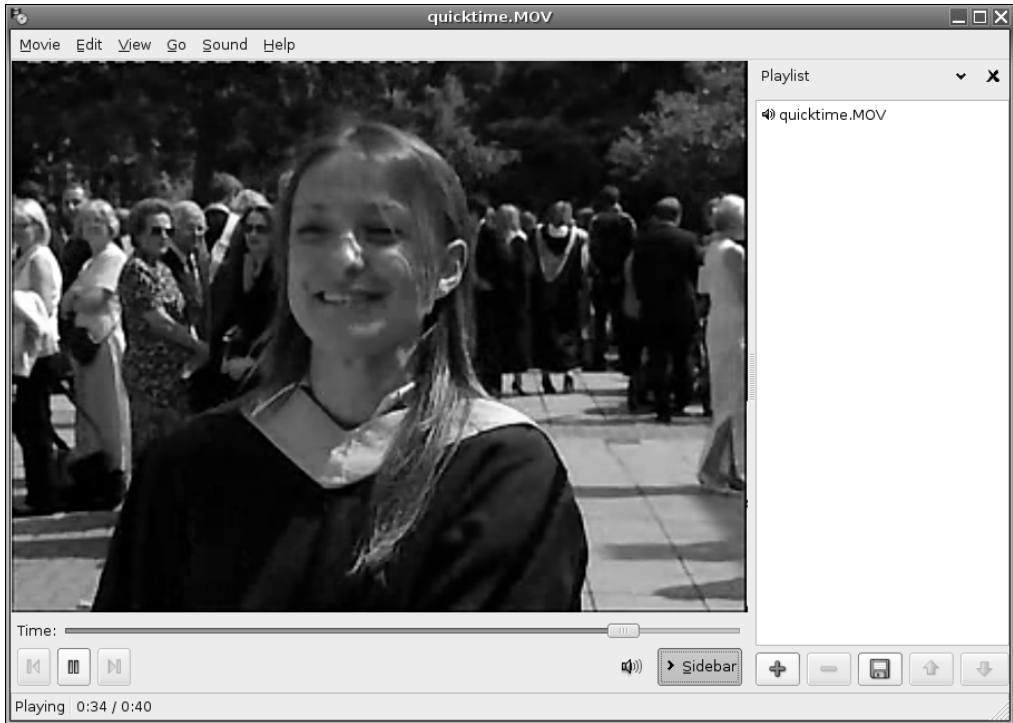 quicktime.MOV
Movie Edit View Go Sound Help
Playlist
quicktime.MOV
Time:
Sidebar
Playing 0:34 / 0:40